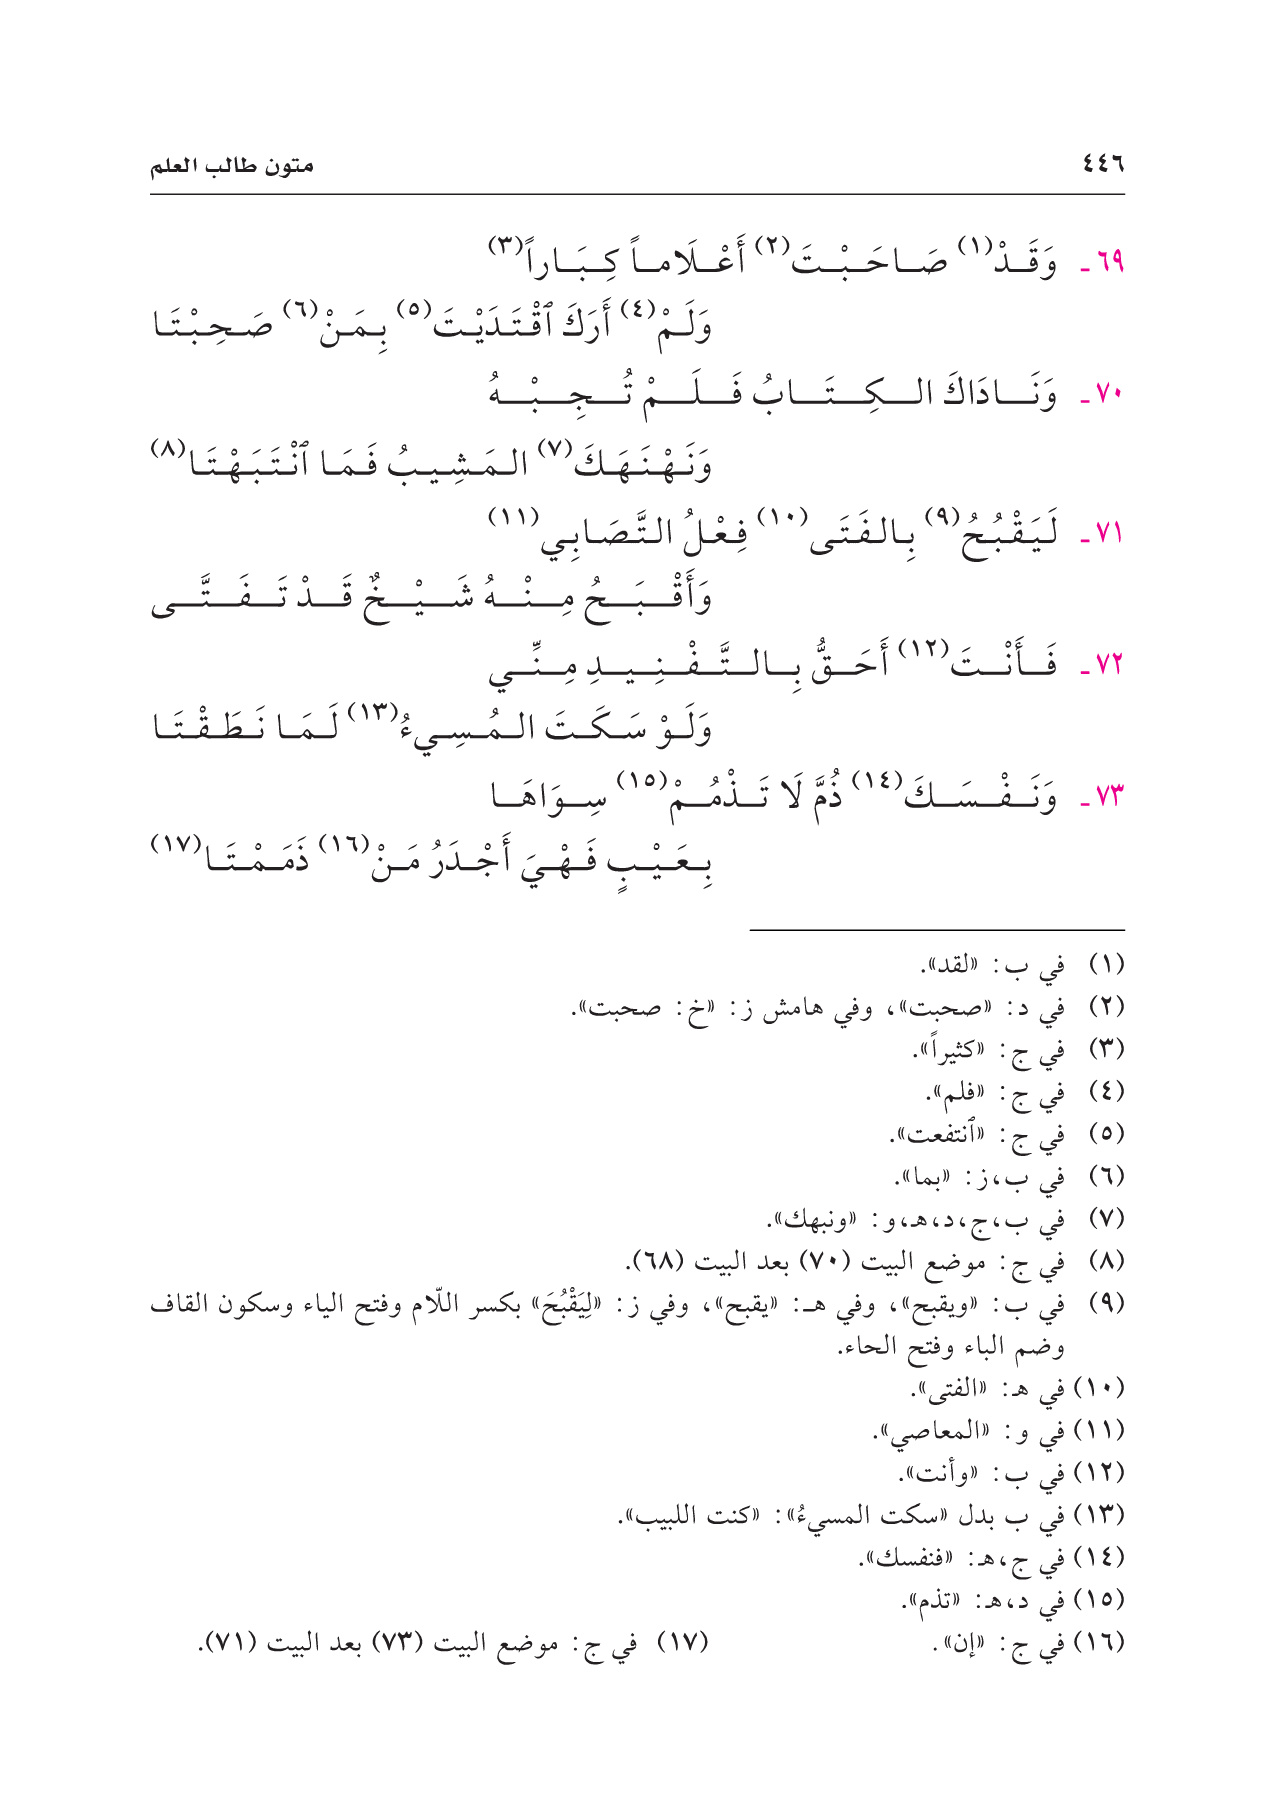 ٤٤٦ متون طالب العلم
٦٩ ـ وَقَدْ(١) صَاحَبْتَ(٢) أَعْلَاماً كِبَاراً(٣)
وَلَمْ(٤) أَرَكَ ٱقْتَدَيْتَ(٥) بِمَنْ(٦) صَحِبْتَا
٧٠ ـ وَنَادَاكَ الكِتَابُ فَلَمْ تُجِبْهُ
وَنَهْنَهَكَ(٧) المَشِيبُ فَمَا ٱنْتَبَهْتَا(٨)
٧١ ـ لَيَقْبُحُ(٩) بِالفَتَى(١٠) فِعْلُ التَّصَابِي(١١)
وَأَقْبَحُ مِنْهُ شَيْخٌ قَدْ تَفَتَّى
٧٢ ـ فَأَنْتَ(١٢) أَحَقُّ بِالتَّفْنِيدِ مِنِّي
وَلَوْ سَكَتَ المُسِيءُ(١٣) لَمَا نَطَقْتَا
٧٣ ـ وَنَفْسَكَ(١٤) ذُمَّ لَا تَذْمُمْ(١٥) سِوَاهَا
بِعَيْبٍ فَهْيَ أَجْدَرُ مَنْ(١٦) ذَمَمْتَا(١٧)
(١) في ب: «لقد».
(٢) في د: «صحبت»، وفي هامش ز: «خ: صحبت».
(٣) في ج: «كثيراً».
(٤) في ج: «فلم».
(٥) في ج: «ٱنتفعت».
(٦) في ب،ز: «بما».
(٧) في ب،ج،د،هـ،و: «ونبهك».
(٨) في ج: موضع البيت (٧٠) بعد البيت (٦٨).
(٩) في ب: «ويقبح»، وفي هـ: «يقبح»، وفي ز: «لِيَقْبُحَ» بكسر اللّام وفتح الياء وسكون القاف
وضم الباء وفتح الحاء.
(١٠) في هـ: «الفتى».
(١١) في و: «المعاصي».
(١٢) في ب: «وأنت».
(١٣) في ب بدل «سكت المسيءُ»: «كنت اللبيب».
(١٤) في ج،هـ: «فنفسك».
(١٥) في د،هـ: «تذم».
(١٦) في ج: «إن». (١٧) في ج: موضع البيت (٧٣) بعد البيت (٧١).